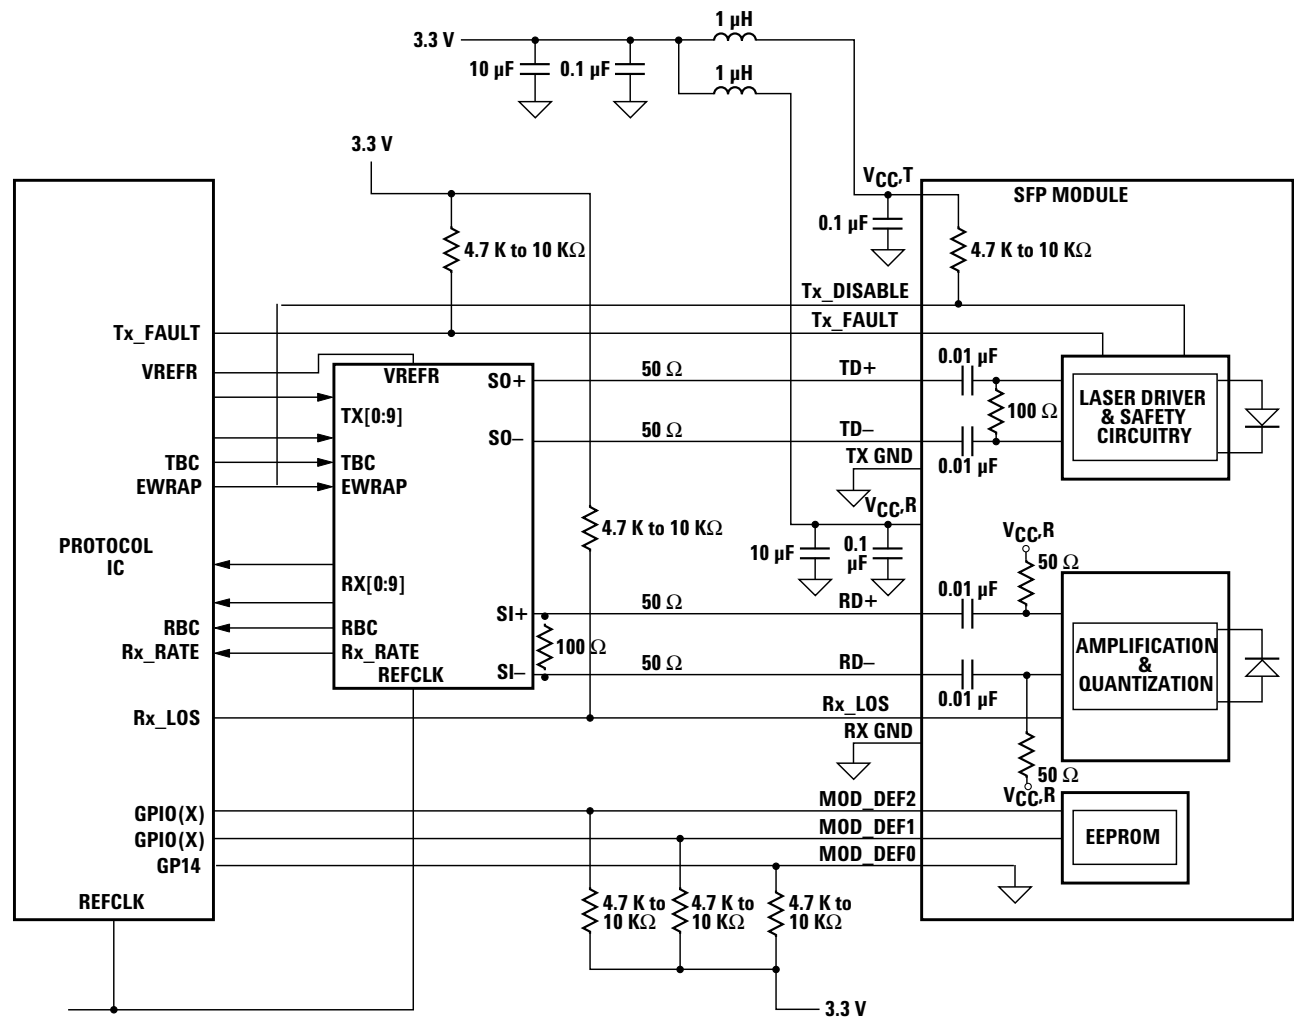 1 µH
3.3 V
10 µF
0.1 µF
1 µH
3.3 V
VCC,T
SFP MODULE
0.1 µF
4.7 K to 10 KΩ
4.7 K to 10 KΩ
Tx_DISABLE
Tx_FAULT
Tx_FAULT
VREFR
VREFR
SO+
50 Ω
TD+
0.01 µF
TX[0:9]
100 Ω
LASER DRIVER
& SAFETY
CIRCUITRY
SO–
50 Ω
TD–
TBC
TBC
TX GND
0.01 µF
EWRAP
EWRAP
VCC,R
4.7 K to 10 KΩ
PROTOCOL
IC
10 µF
0.1
µF
VCC,R
50 Ω
RX[0:9]
0.01 µF
SI+
50 Ω
RD+
RBC
RBC
100 Ω
Rx_RATE
Rx_RATE
REFCLK
SI–
50 Ω
RD–
AMPLIFICATION
&
QUANTIZATION
0.01 µF
Rx_LOS
Rx_LOS
RX GND
50 Ω
VCC,R
GPIO(X)
MOD_DEF2
GPIO(X)
MOD_DEF1
EEPROM
GP14
MOD_DEF0
REFCLK
4.7 K to
10 KΩ
4.7 K to
10 KΩ
4.7 K to
10 KΩ
3.3 V